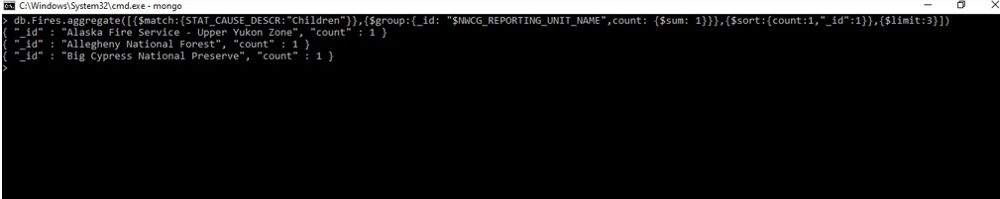 C:\Windows\System32\cmd.exe - mongo
> db.Fires.aggregate([{$match:{STAT_CAUSE_DESCR:"Children"}},{$group:{_id: "$NWCG_REPORTING_UNIT_NAME",count: {$sum: 1}}},{$sort:{count:1,"_id":1}},{$limit:3}])
{ "_id" : "Alaska Fire Service - Upper Yukon Zone", "count" : 1 }
{ "_id" : "Allegheny National Forest", "count" : 1 }
{ "_id" : "Big Cypress National Preserve", "count" : 1 }
>